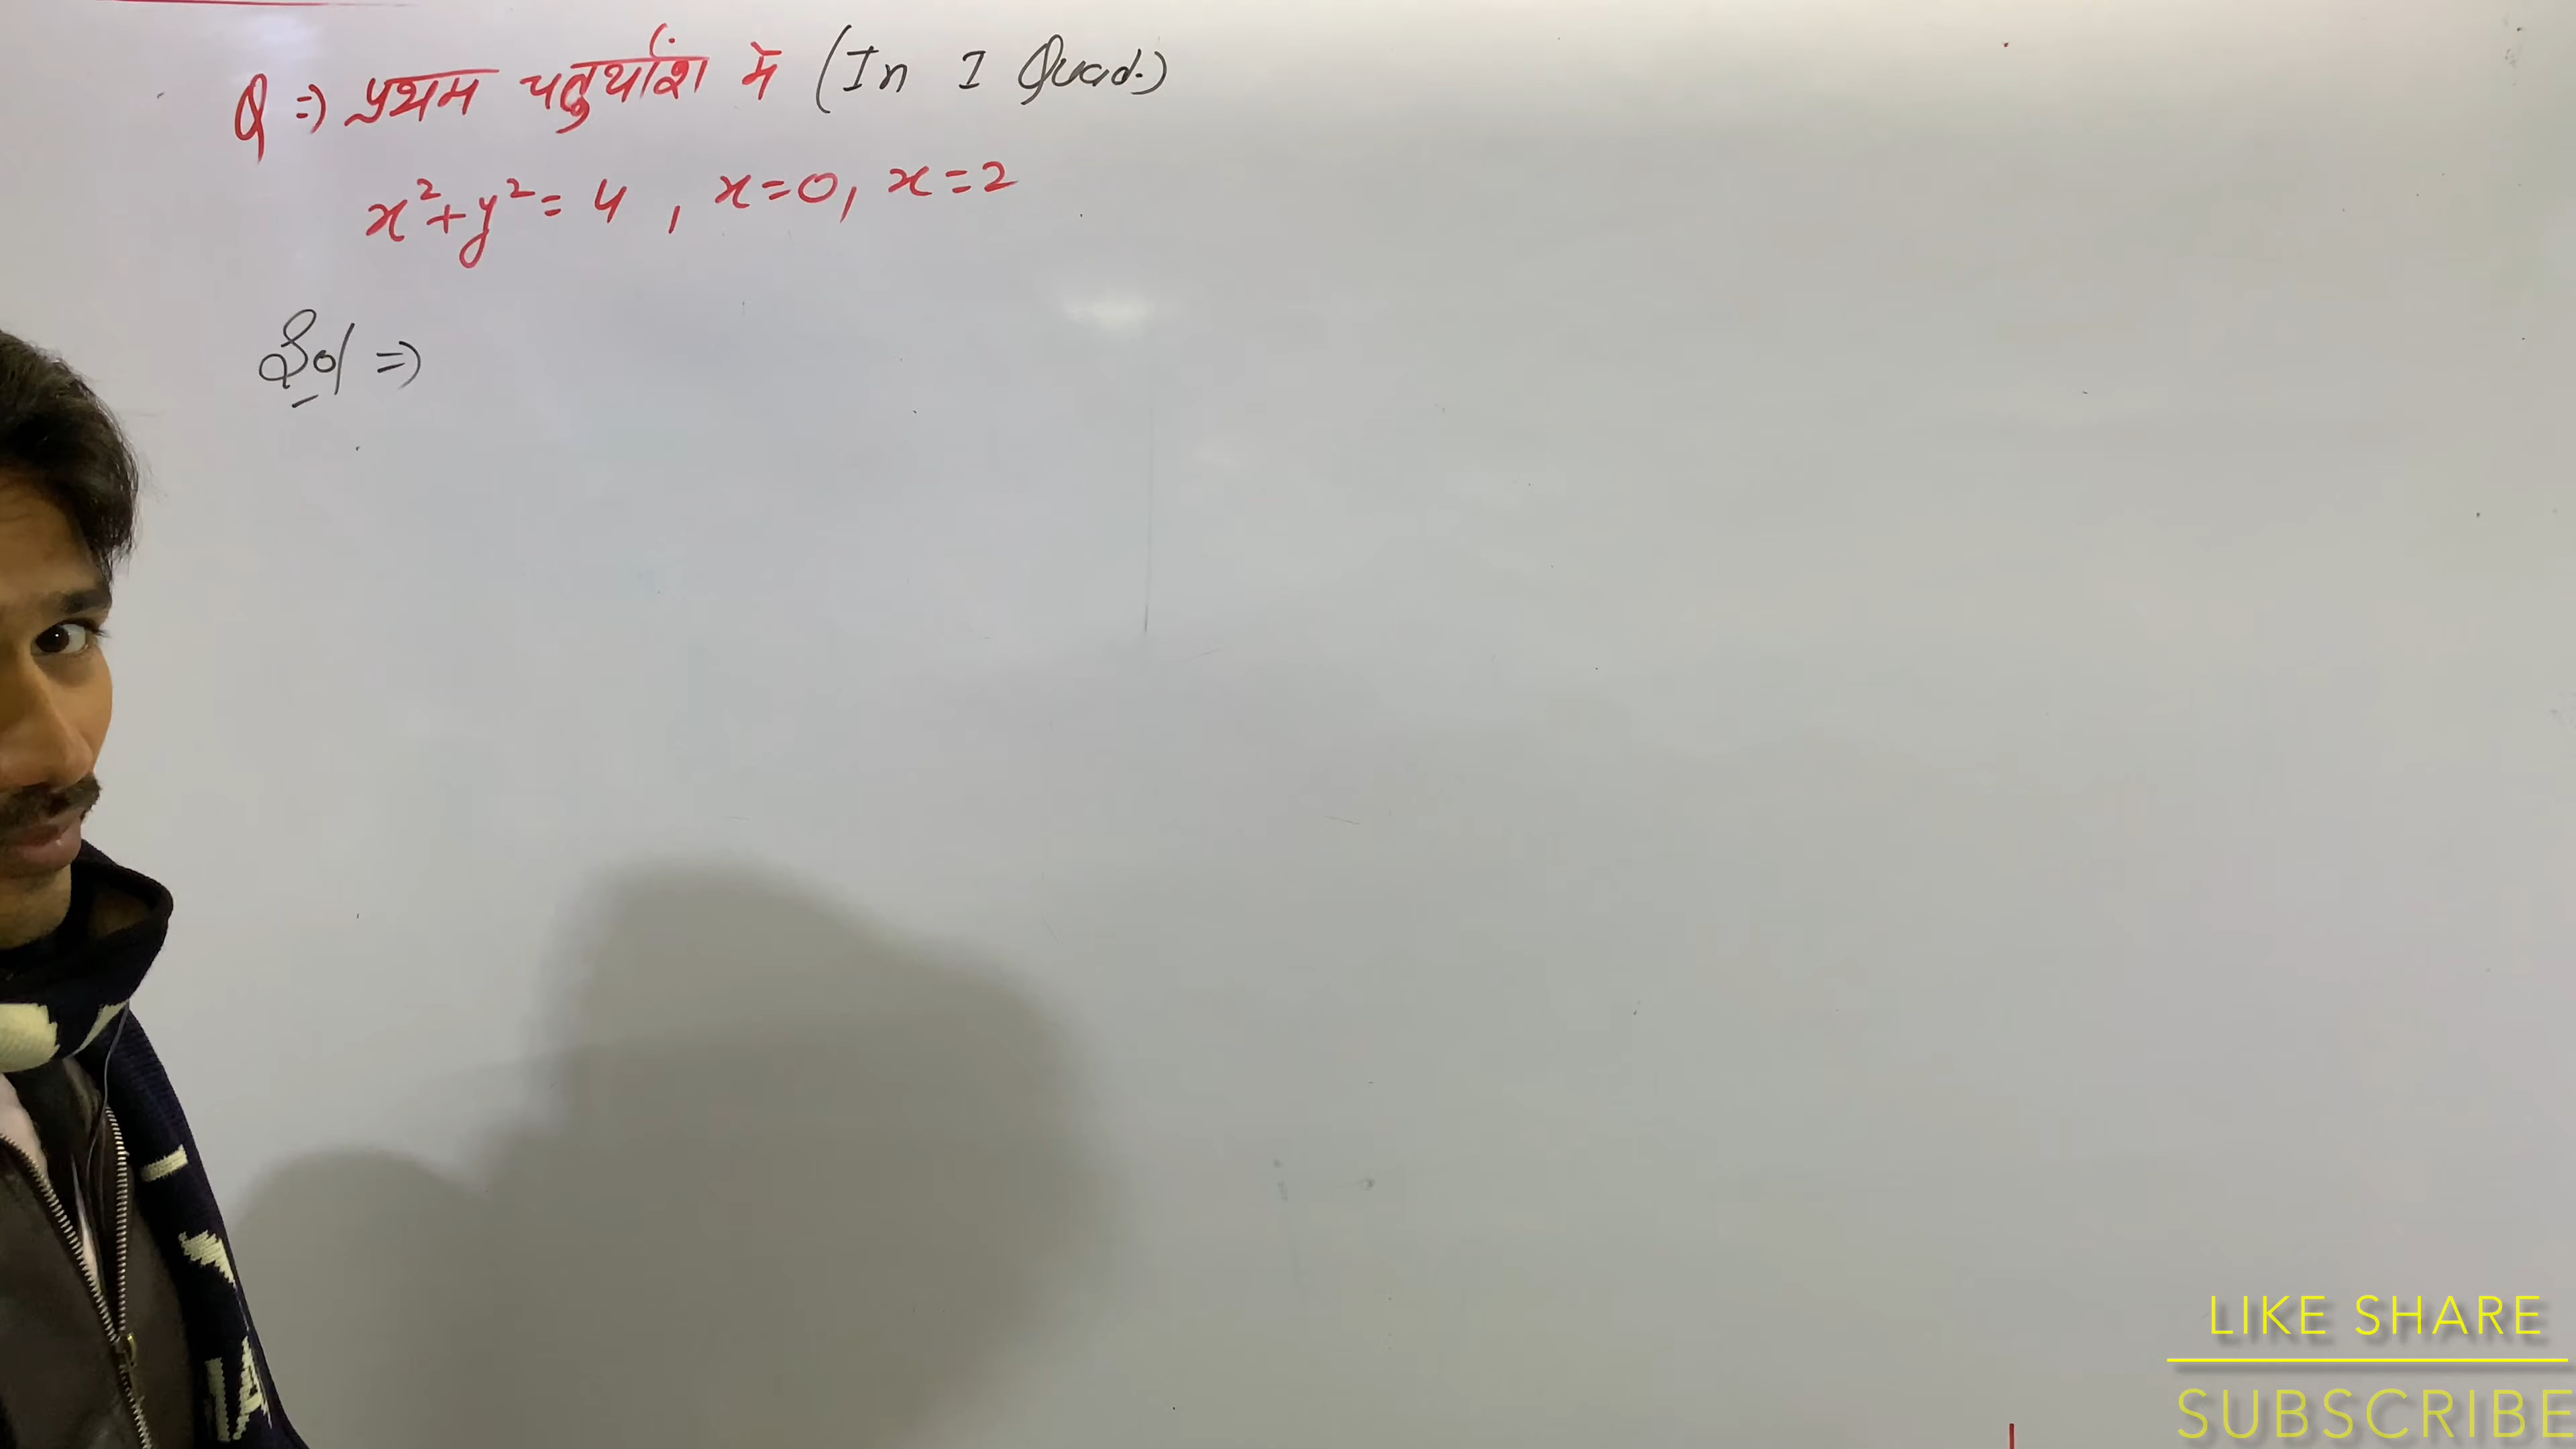 Q ⇒ प्रथम चतुर्थांश में (In I Quad.)
x² + y² = 4 , x = 0, x = 2
Sol ⇒
LIKE SHARE
SUBSCRIBE